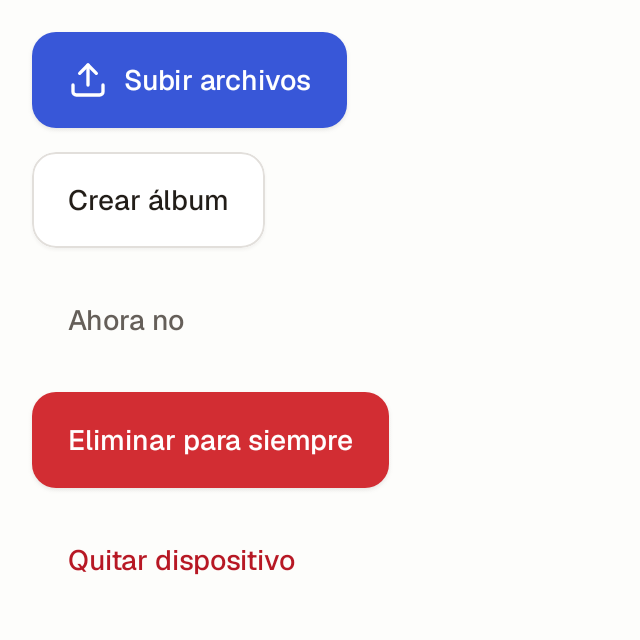 Subir archivos
Crear álbum
Ahora no
Eliminar para siempre
Quitar dispositivo